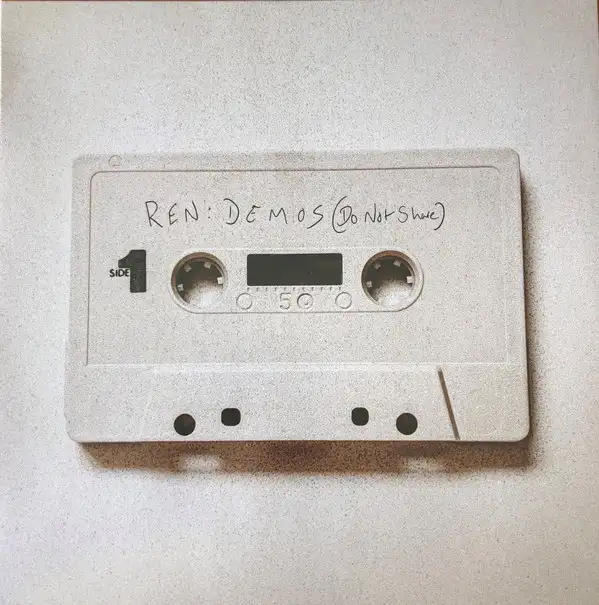 REN: DEMOS (Do Not Share)
SIDE 1
50